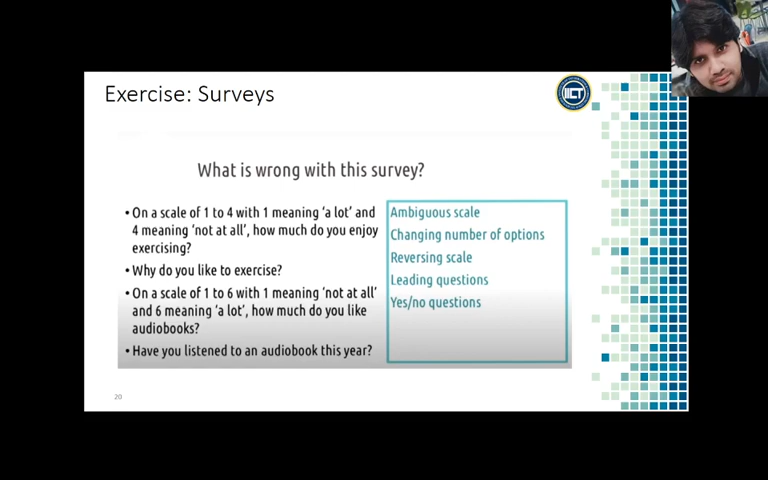 Exercise: Surveys
IICT
What is wrong with this survey?
• On a scale of 1 to 4 with 1 meaning ‘a lot’ and
4 meaning ‘not at all’, how much do you enjoy
exercising?
• Why do you like to exercise?
• On a scale of 1 to 6 with 1 meaning ‘not at all’
and 6 meaning ‘a lot’, how much do you like
audiobooks?
• Have you listened to an audiobook this year?
Ambiguous scale
Changing number of options
Reversing scale
Leading questions
Yes/no questions
20